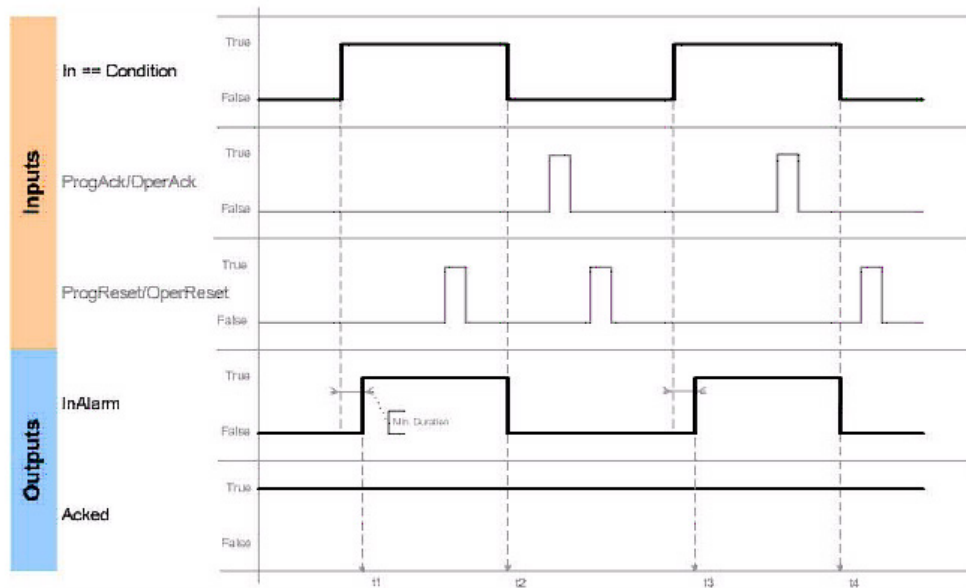 Inputs
In == Condition
True
False
ProgAck/OperAck
True
False
ProgReset/OperReset
True
False
Outputs
InAlarm
True
False
Min. Duration
Acked
True
False
t1
t2
t3
t4